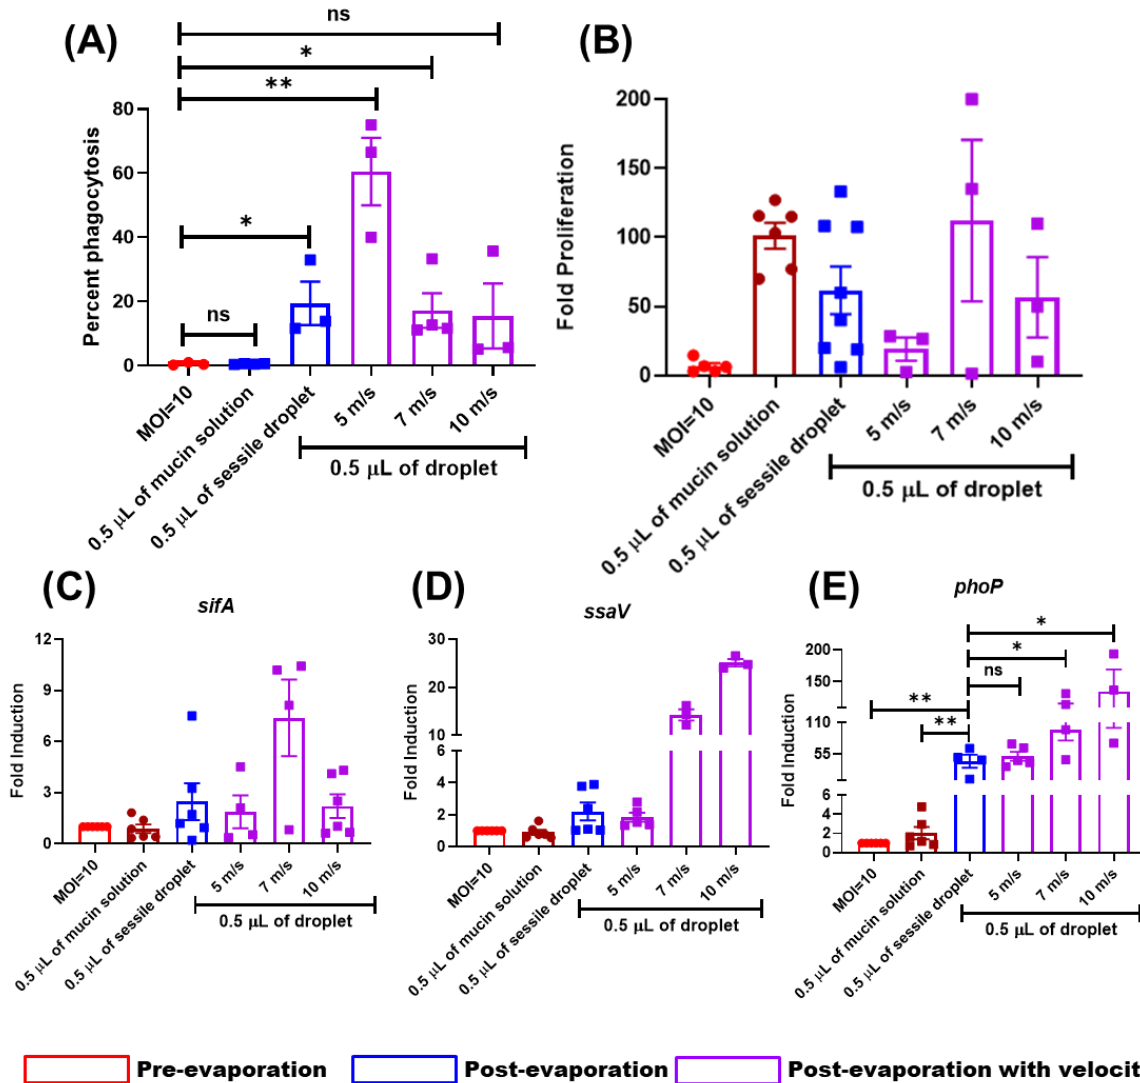 (A)
ns
*
**
*
ns
Percent phagocytosis
80
60
40
20
0
MOI=10
0.5 μL of mucin solution
0.5 μL of sessile droplet
5 m/s
7 m/s
10 m/s
0.5 μL of droplet
(B)
Fold Proliferation
200
150
100
50
0
MOI=10
0.5 μL of mucin solution
0.5 μL of sessile droplet
5 m/s
7 m/s
10 m/s
0.5 μL of droplet
(C)
sifA
Fold Induction
12
9
6
3
0
MOI=10
0.5 μL of mucin solution
0.5 μL of sessile droplet
5 m/s
7 m/s
10 m/s
0.5 μL of droplet
(D)
ssaV
Fold Induction
30
20
10
6
4
2
0
MOI=10
0.5 μL of mucin solution
0.5 μL of sessile droplet
5 m/s
7 m/s
10 m/s
0.5 μL of droplet
(E)
phoP
*
*
ns
**
**
Fold Induction
200
150
110
55
6
4
2
0
MOI=10
0.5 μL of mucin solution
0.5 μL of sessile droplet
5 m/s
7 m/s
10 m/s
0.5 μL of droplet
Pre-evaporation
Post-evaporation
Post-evaporation with velocit